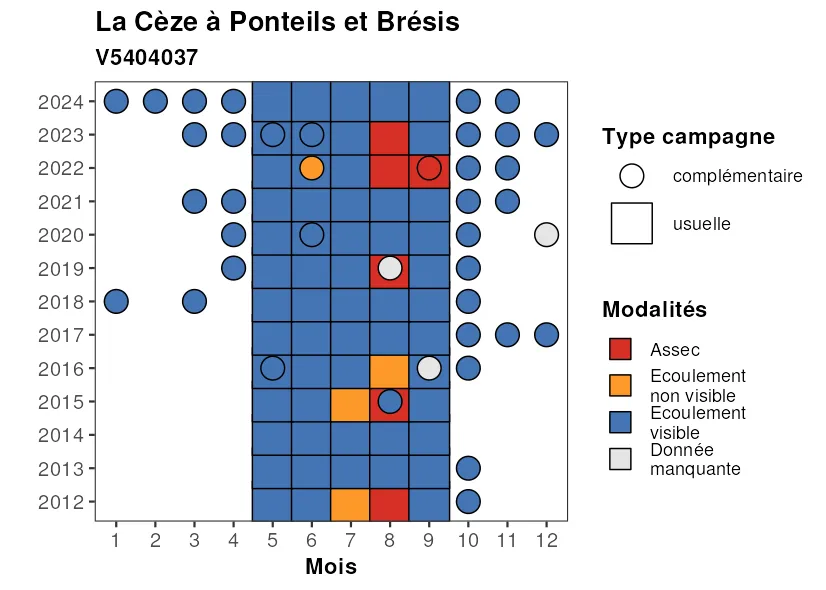 La Cèze à Ponteils et Brésis
V5404037
2024
2023
2022
2021
2020
2019
2018
2017
2016
2015
2014
2013
2012
1 2 3 4 5 6 7 8 9 10 11 12
Mois
Type campagne
complémentaire
usuelle
Modalités
Assec
Ecoulement
non visible
Ecoulement
visible
Donnée
manquante